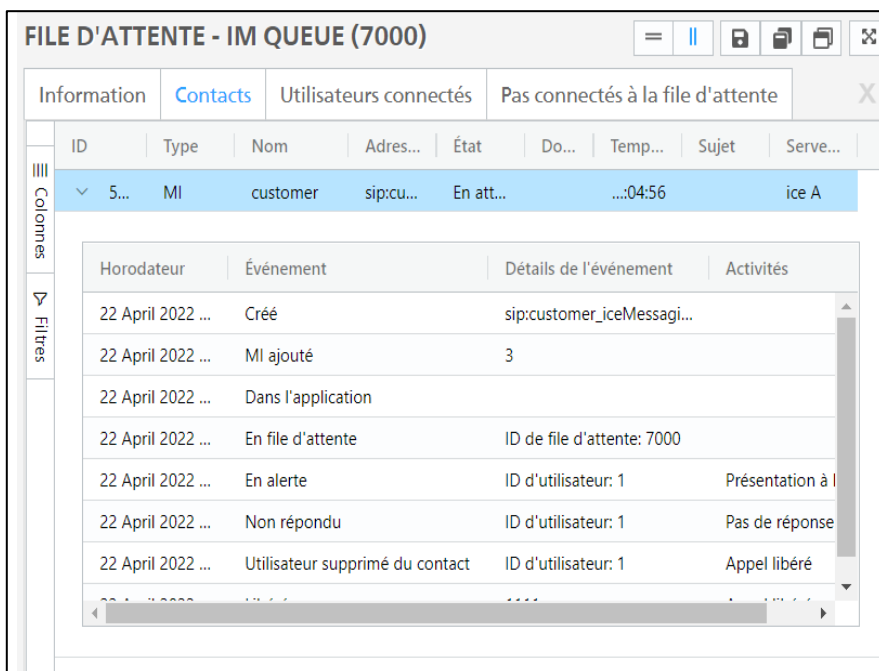 FILE D'ATTENTE - IM QUEUE (7000)
Information Contacts Utilisateurs connectés Pas connectés à la file d'attente X
ID Type Nom Adres... État Do... Temp... Sujet Serve...
5... MI customer sip:cu... En att... ...:04:56 ice A
Colonnes
Filtres
Horodateur Événement Détails de l'événement Activités
22 April 2022 ... Créé sip:customer_iceMessagi...
22 April 2022 ... MI ajouté 3
22 April 2022 ... Dans l'application
22 April 2022 ... En file d'attente ID de file d'attente: 7000
22 April 2022 ... En alerte ID d'utilisateur: 1 Présentation à
22 April 2022 ... Non répondu ID d'utilisateur: 1 Pas de réponse
22 April 2022 ... Utilisateur supprimé du contact ID d'utilisateur: 1 Appel libéré